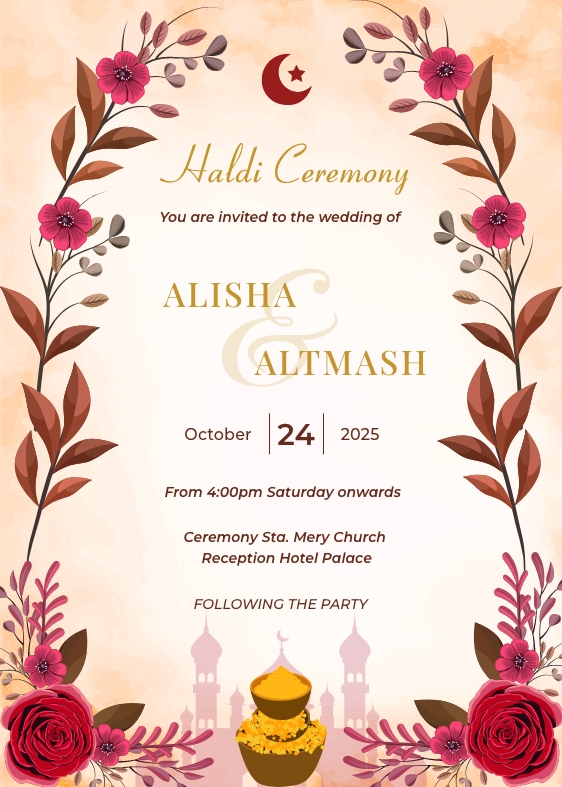 Haldi Ceremony
You are invited to the wedding of
ALISHA
&
ALTMASH
October 24 2025
From 4:00pm Saturday onwards
Ceremony Sta. Mery Church
Reception Hotel Palace
FOLLOWING THE PARTY